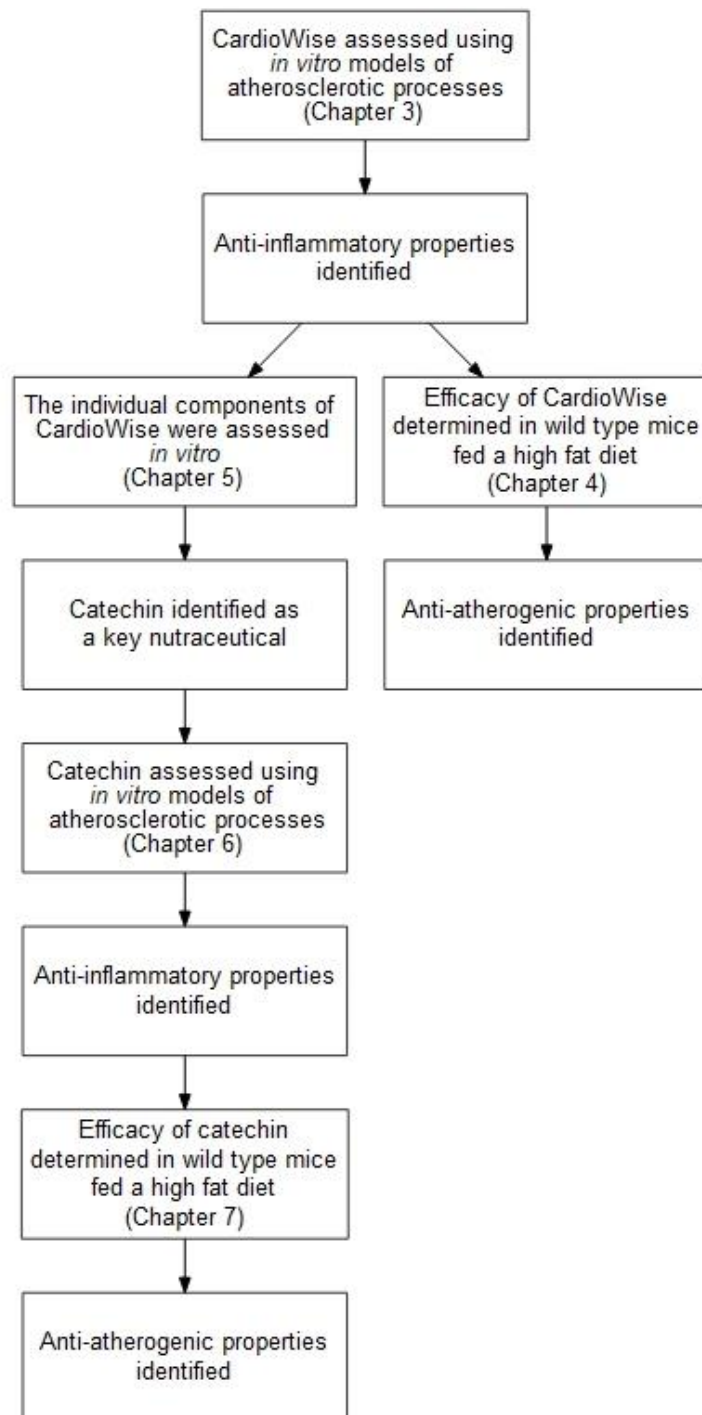 CardioWise assessed using
in vitro models of
atherosclerotic processes
(Chapter 3)
Anti-inflammatory properties
identified
The individual components of
CardioWise were assessed
in vitro
(Chapter 5)
Efficacy of CardioWise
determined in wild type mice
fed a high fat diet
(Chapter 4)
Catechin identified as
a key nutraceutical
Anti-atherogenic properties
identified
Catechin assessed using
in vitro models of
atherosclerotic processes
(Chapter 6)
Anti-inflammatory properties
identified
Efficacy of catechin
determined in wild type mice
fed a high fat diet
(Chapter 7)
Anti-atherogenic properties
identified